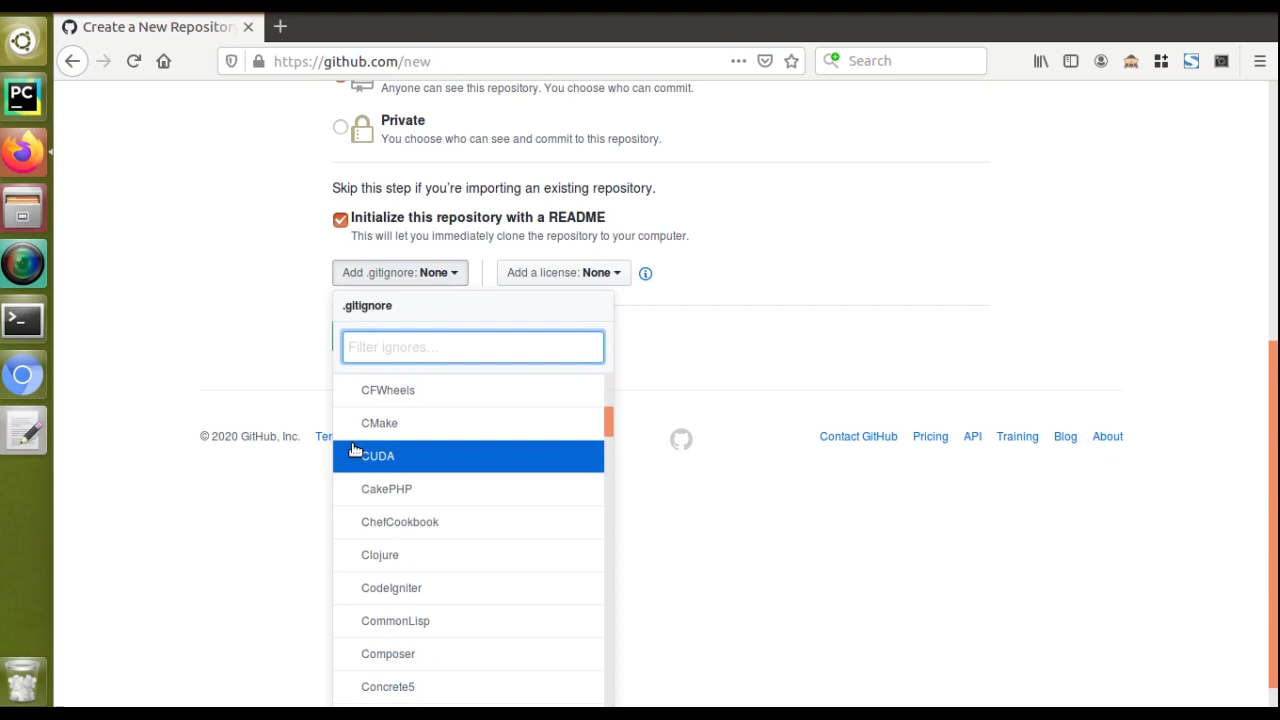 Create a New Repository
https://github.com/new
Search
PC
Anyone can see this repository. You choose who can commit.
Private
You choose who can see and commit to this repository.
Skip this step if you're importing an existing repository.
Initialize this repository with a README
This will let you immediately clone the repository to your computer.
Add .gitignore: None
Add a license: None
.gitignore
Filter ignores…
CFWheels
CMake
CUDA
CakePHP
ChefCookbook
Clojure
CodeIgniter
CommonLisp
Composer
Concrete5
© 2020 GitHub, Inc.
Ter
Contact GitHub
Pricing
API
Training
Blog
About